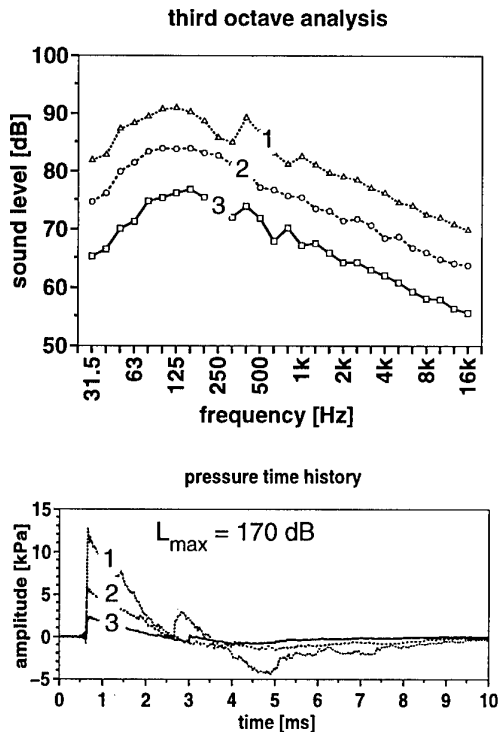 third octave analysis
sound level [dB]
100
90
80
70
60
50
1
2
3
31.5
63
125
250
500
1k
2k
4k
8k
16k
frequency [Hz]
pressure time history
amplitude [kPa]
15
10
5
0
−5
L_max = 170 dB
1
2
3
0 1 2 3 4 5 6 7 8 9 10
time [ms]